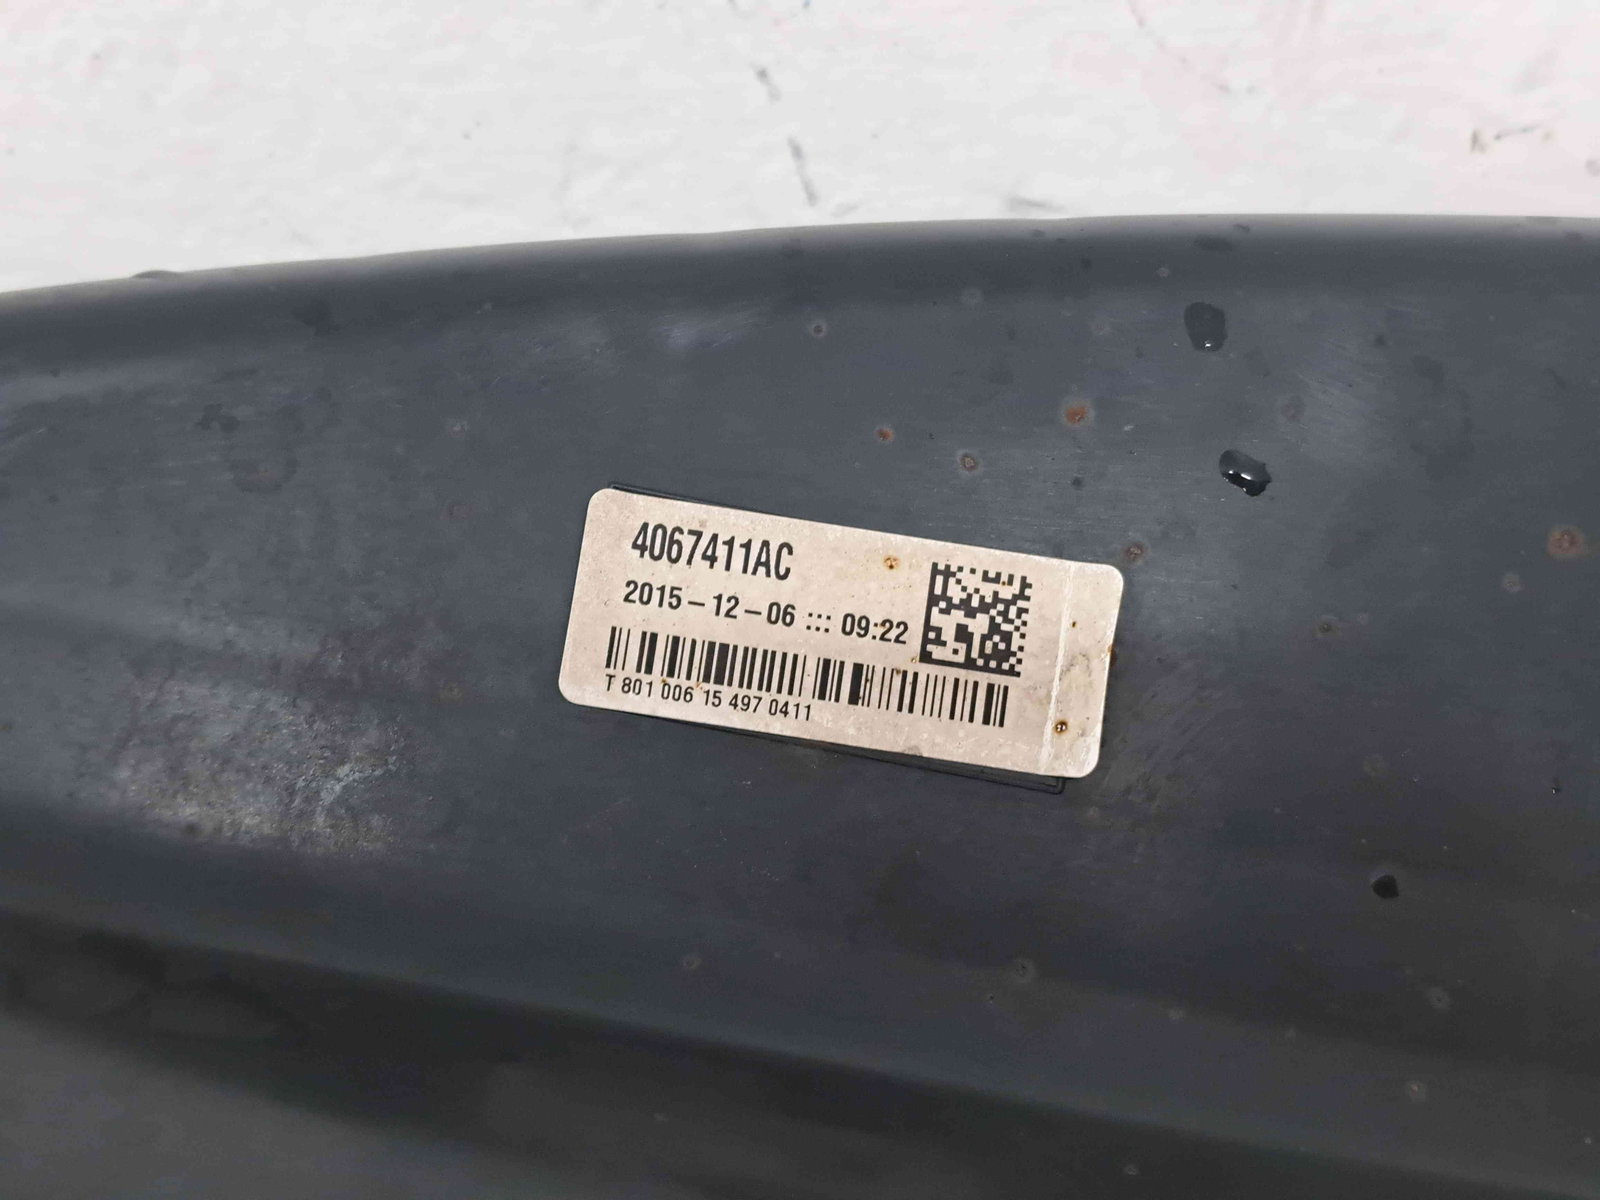 4067411AC
2015-12-06 ::: 09:22
T 801 006 15 497 0411